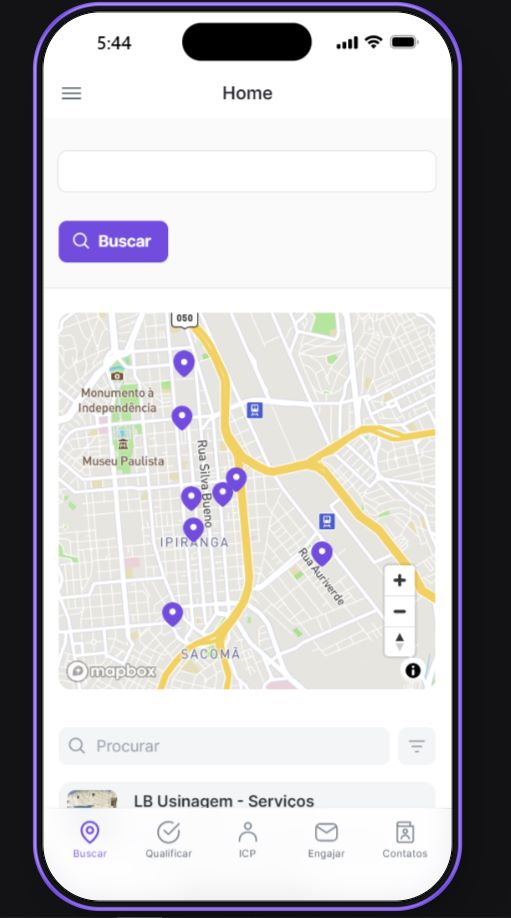 5:44
Home
Buscar
050
Monumento à
Independência
Museu Paulista
Rua Silva Bueno
IPIRANGA
Rua Auriverde
SACOMÃ
mapbox
Procurar
LB Usinagem - Serviços
Buscar
Qualificar
ICP
Engajar
Contatos